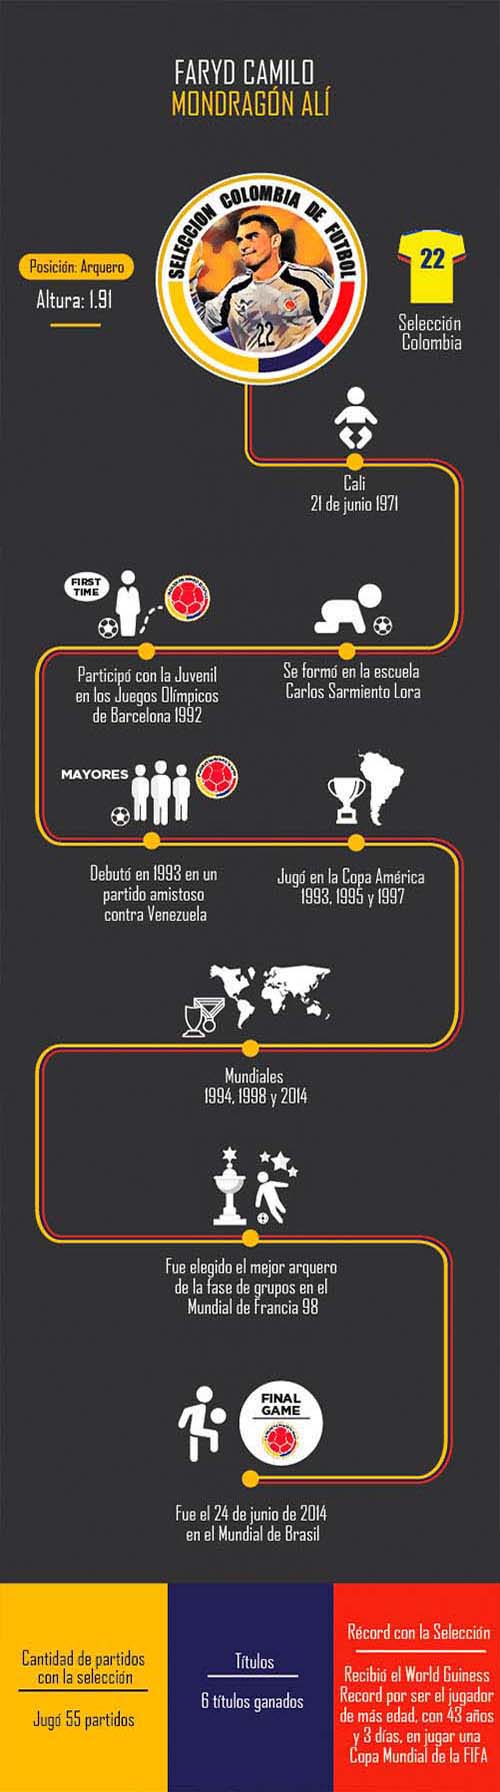 FARYD CAMILO
MONDRAGÓN ALÍ
SELECCION COLOMBIA DE FUTBOL
22
Posición: Arquero
Altura: 1.91
22
Selección
Colombia
Cali
21 de junio 1971
FIRST
TIME
Participó con la Juvenil
en los Juegos Olímpicos
de Barcelona 1992
Se formó en la escuela
Carlos Sarmiento Lora
MAYORES
Debutó en 1993 en un
partido amistoso
contra Venezuela
Jugó en la Copa América
1993, 1995 y 1997
Mundiales
1994, 1998 y 2014
Fue elegido el mejor arquero
de la fase de grupos en el
Mundial de Francia 98
FINAL
GAME
Fue el 24 de junio de 2014
en el Mundial de Brasil
Cantidad de partidos
con la selección
Jugó 55 partidos
Títulos
6 títulos ganados
Récord con la Selección
Recibió el World Guiness
Record por ser el jugador
de más edad, con 43 años
y 3 días, en jugar una
Copa Mundial de la FIFA